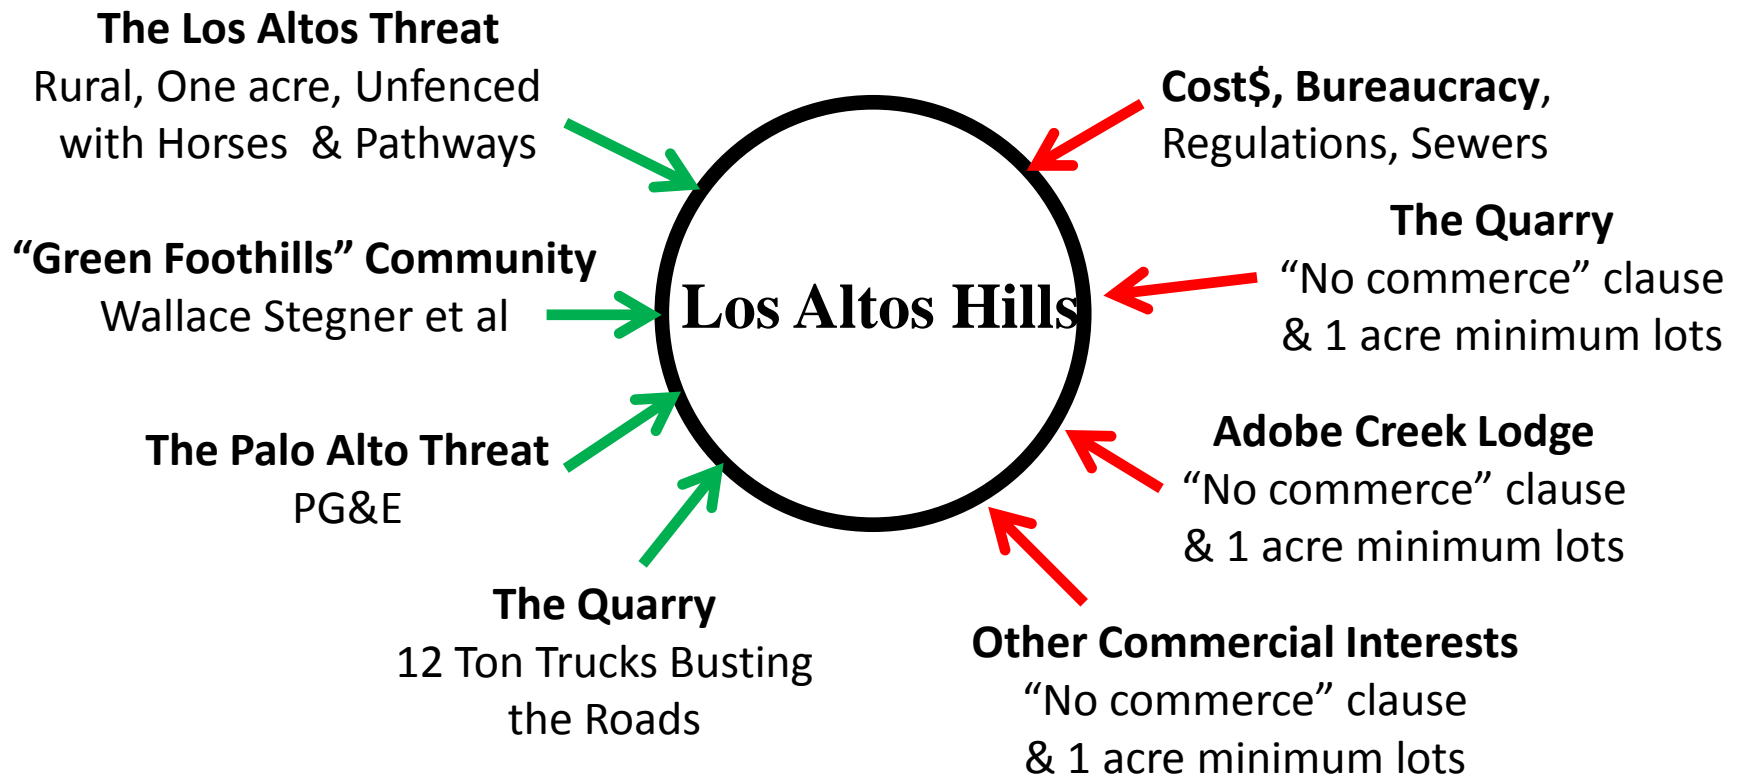 The Los Altos Threat
Rural, One acre, Unfenced
with Horses & Pathways
“Green Foothills” Community
Wallace Stegner et al
The Palo Alto Threat
PG&E
The Quarry
12 Ton Trucks Busting
the Roads
Los Altos Hills
Cost$, Bureaucracy,
Regulations, Sewers
The Quarry
“No commerce” clause
& 1 acre minimum lots
Adobe Creek Lodge
“No commerce” clause
& 1 acre minimum lots
Other Commercial Interests
“No commerce” clause
& 1 acre minimum lots